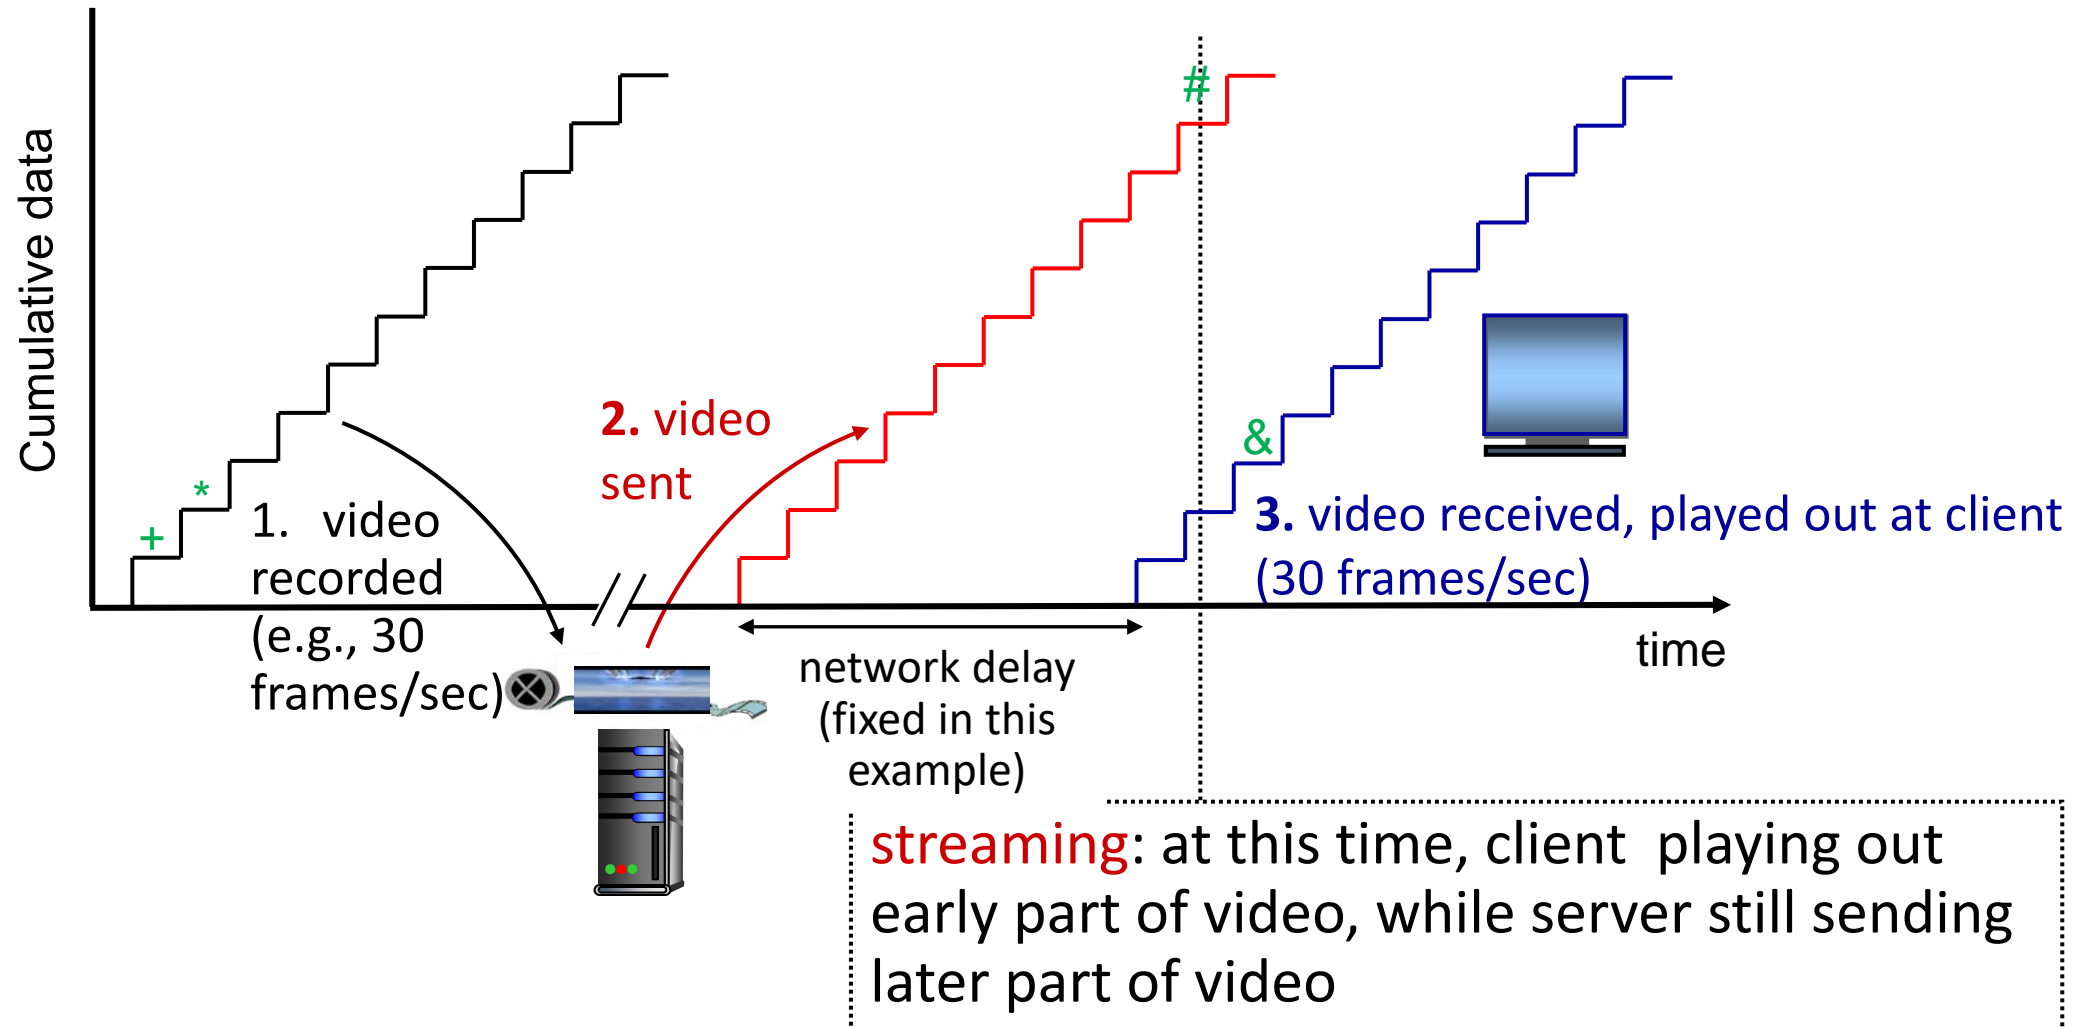 Cumulative data
#
*
+
&
1. video
recorded
(e.g., 30
frames/sec)
2. video
sent
3. video received, played out at client
(30 frames/sec)
time
network delay
(fixed in this
example)
streaming: at this time, client playing out
early part of video, while server still sending
later part of video